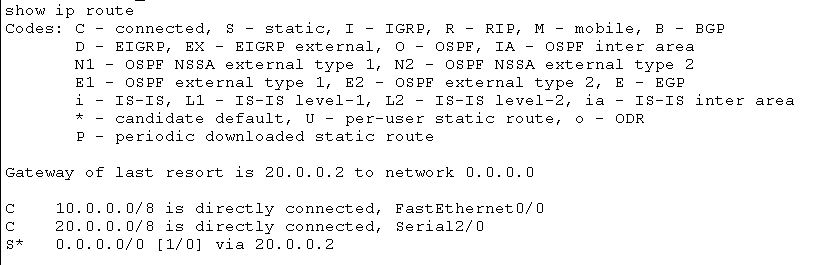 show ip route
Codes: C - connected, S - static, I - IGRP, R - RIP, M - mobile, B - BGP
       D - EIGRP, EX - EIGRP external, O - OSPF, IA - OSPF inter area
       N1 - OSPF NSSA external type 1, N2 - OSPF NSSA external type 2
       E1 - OSPF external type 1, E2 - OSPF external type 2, E - EGP
       i - IS-IS, L1 - IS-IS level-1, L2 - IS-IS level-2, ia - IS-IS inter area
       * - candidate default, U - per-user static route, o - ODR
       P - periodic downloaded static route
Gateway of last resort is 20.0.0.2 to network 0.0.0.0
C    10.0.0.0/8 is directly connected, FastEthernet0/0
C    20.0.0.0/8 is directly connected, Serial2/0
S*   0.0.0.0/0 [1/0] via 20.0.0.2